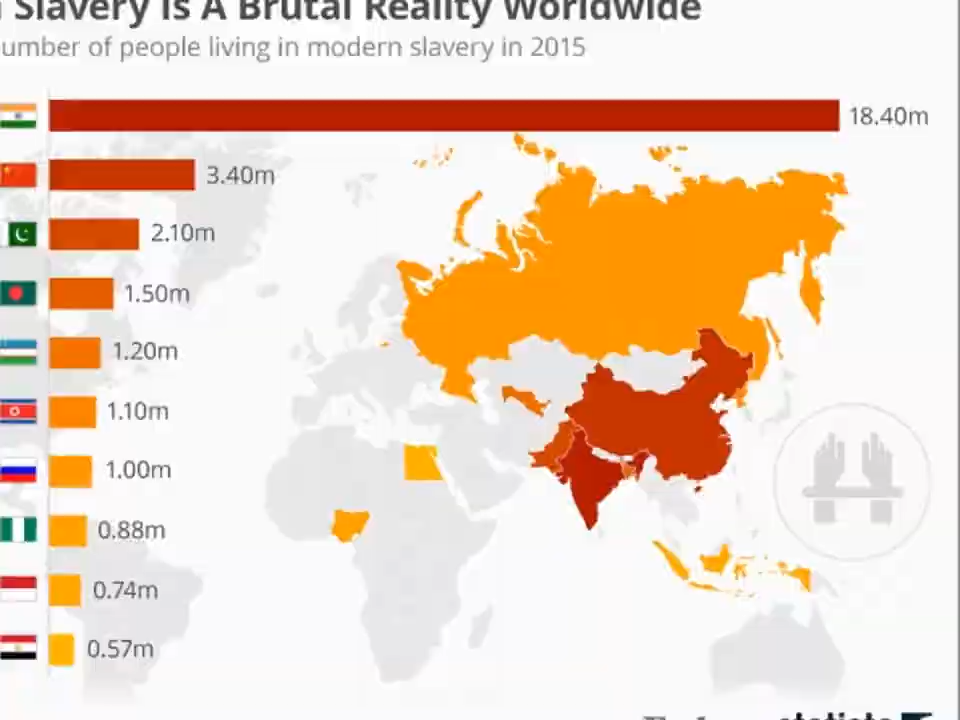 Slavery Is A Brutal Reality Worldwide
umber of people living in modern slavery in 2015
18.40m
3.40m
2.10m
1.50m
1.20m
1.10m
1.00m
0.88m
0.74m
0.57m